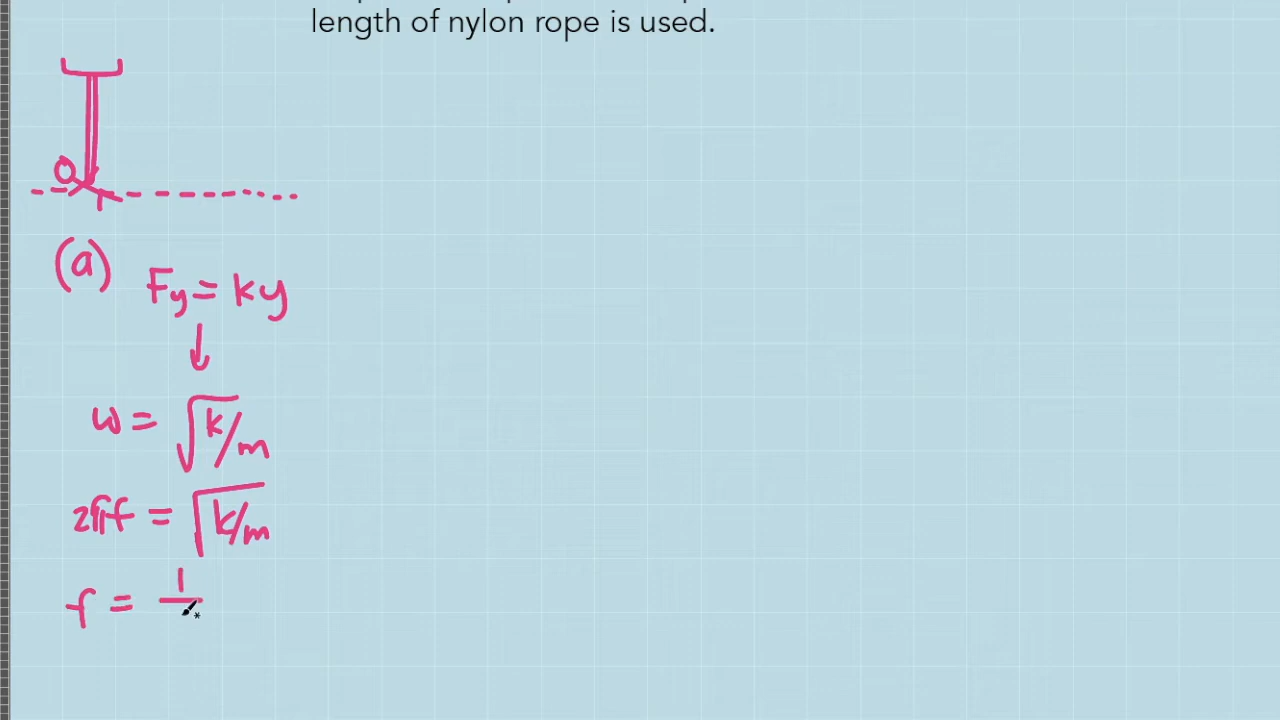 length of nylon rope is used.
(a)
Fy = ky
ω = √k/m
2πf = √k/m
f = 1